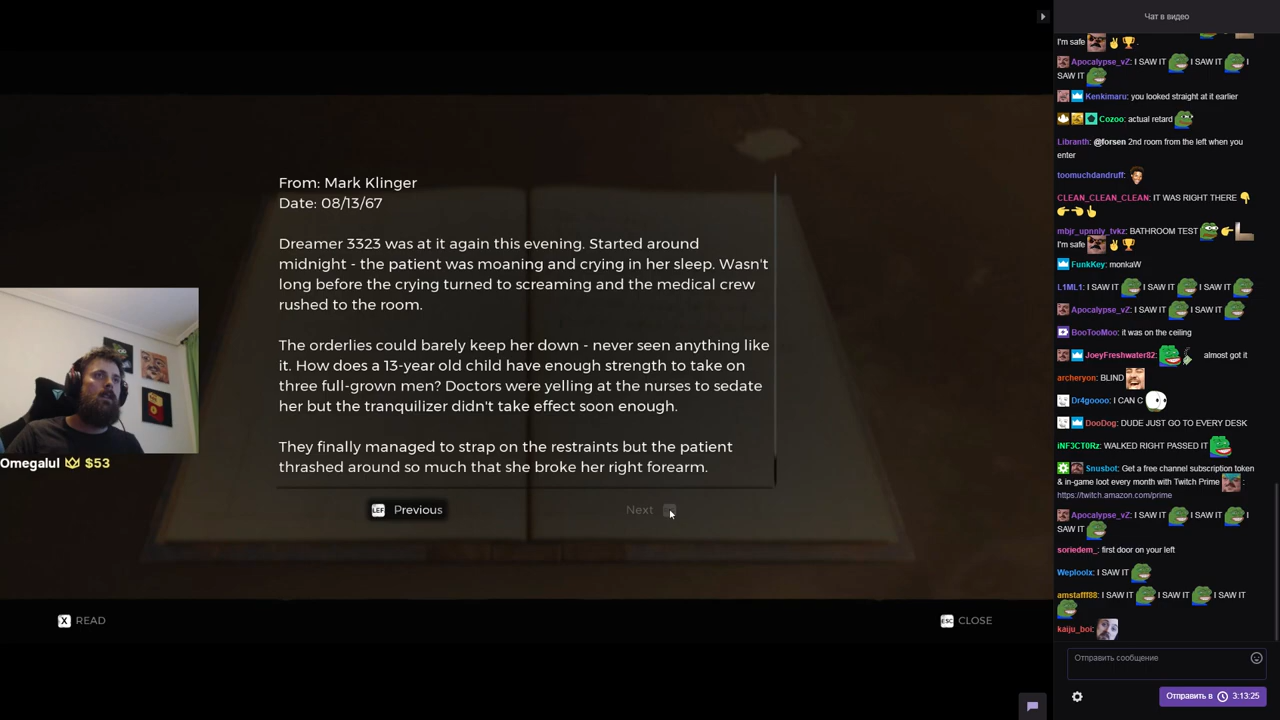 From: Mark Klinger
Date: 08/13/67
Dreamer 3323 was at it again this evening. Started around
midnight - the patient was moaning and crying in her sleep. Wasn't
long before the crying turned to screaming and the medical crew
rushed to the room.
The orderlies could barely keep her down - never seen anything like
it. How does a 13-year old child have enough strength to take on
three full-grown men? Doctors were yelling at the nurses to sedate
her but the tranquilizer didn't take effect soon enough.
They finally managed to strap on the restraints but the patient
thrashed around so much that she broke her right forearm.
LEF Previous
Next
X READ
ESC CLOSE
Omegalul $53
Чат в видео
I'm safe .
Apocalypse_vZ: I SAW IT I SAW IT I
SAW IT
Kenkimaru: you looked straight at it earlier
Cozoo: actual retard
Libranth: @forsen 2nd room from the left when you
enter
toomuchdandruff:
CLEAN_CLEAN_CLEAN: IT WAS RIGHT THERE
mbjr_upnnly_tvkz: BATHROOM TEST
I'm safe
FunkKey: monkaW
L1ML1: I SAW IT I SAW IT I SAW IT
Apocalypse_vZ: I SAW IT I SAW IT
BooTooMoo: it was on the ceiling
JoeyFreshwater82: almost got it
archeryon: BLIND
Dr4goooo: I CAN C
DooDog: DUDE JUST GO TO EVERY DESK
jNF3CT0Rz: WALKED RIGHT PASSED IT
Snusbot: Get a free channel subscription token
& in-game loot every month with Twitch Prime :
https://twitch.amazon.com/prime
Apocalypse_vZ: I SAW IT I SAW IT I
SAW IT
soriedem_: first door on your left
Weploolx: I SAW IT
amstafff88: I SAW IT I SAW IT I SAW IT
kaiju_boi:
Отправить сообщение
Отправить в 3:13:25